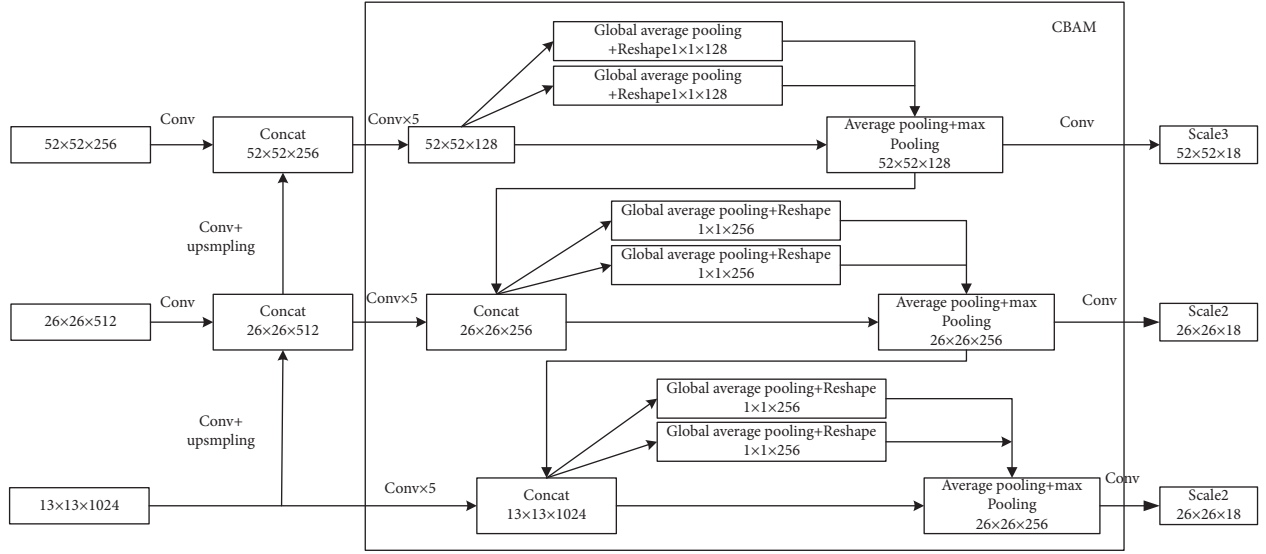 CBAM
Global average pooling
+Reshape1×1×128
Global average pooling
+Reshape1×1×128
Conv
Conv×5
Conv
52×52×256
Concat
52×52×256
52×52×128
Average pooling+max
Pooling
52×52×128
Scale3
52×52×18
Conv+
upsmpling
Global average pooling+Reshape
1×1×256
Global average pooling+Reshape
1×1×256
Conv
Conv×5
Conv
26×26×512
Concat
26×26×512
Concat
26×26×256
Average pooling+max
Pooling
26×26×256
Scale2
26×26×18
Conv+
upsmpling
Global average pooling+Reshape
1×1×256
Global average pooling+Reshape
1×1×256
Conv×5
Conv
13×13×1024
Concat
13×13×1024
Average pooling+max
Pooling
26×26×256
Scale2
26×26×18